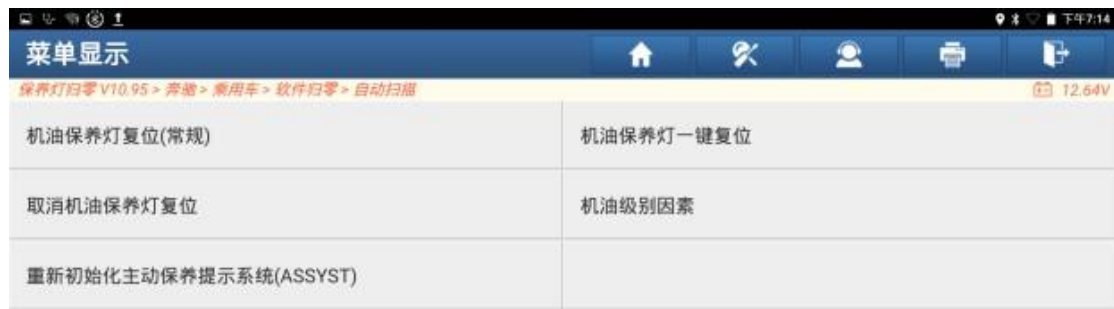 下午7:14
菜单显示
保养灯归零 V10.95 > 奔驰 > 乘用车 > 软件归零 > 自动扫描
12.64V
机油保养灯复位(常规)
机油保养灯一键复位
取消机油保养灯复位
机油级别因素
重新初始化主动保养提示系统(ASSYST)